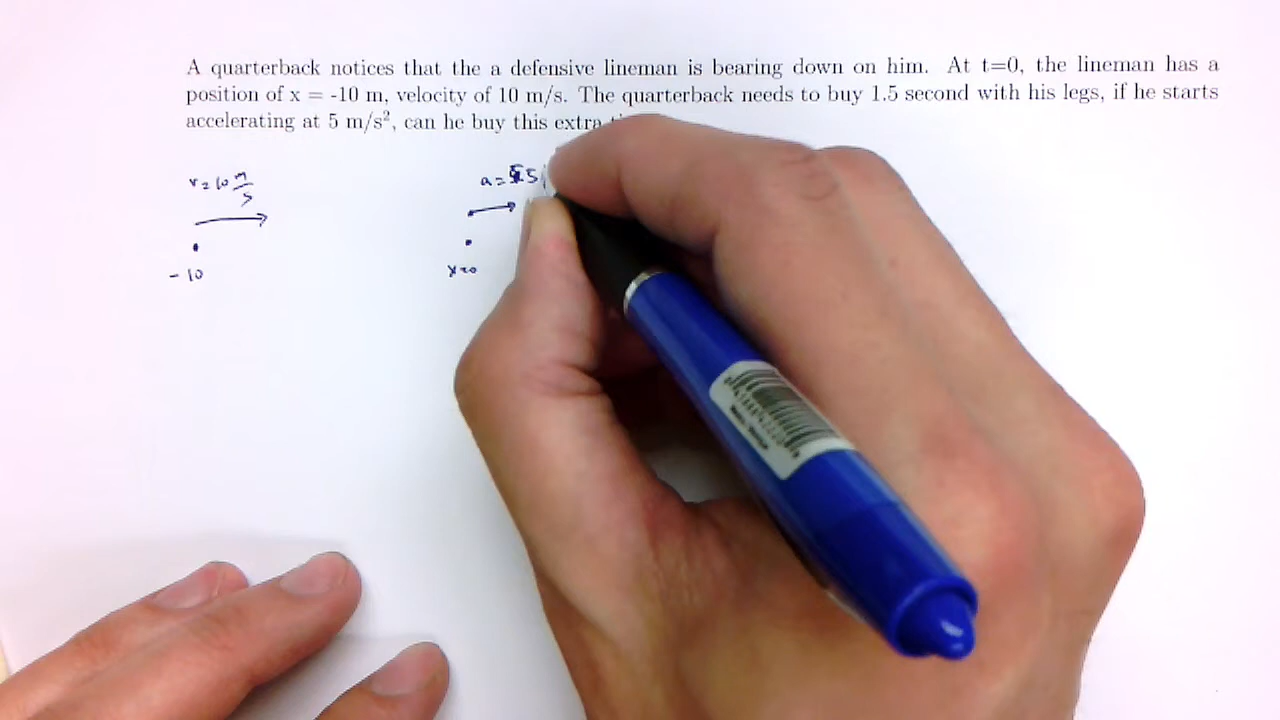 A quarterback notices that the a defensive lineman is bearing down on him. At t=0, the lineman has a
position of x = -10 m, velocity of 10 m/s. The quarterback needs to buy 1.5 second with his legs, if he starts
accelerating at 5 m/s², can he buy this extra
v=10 m/s
a= 5
-10
x=0